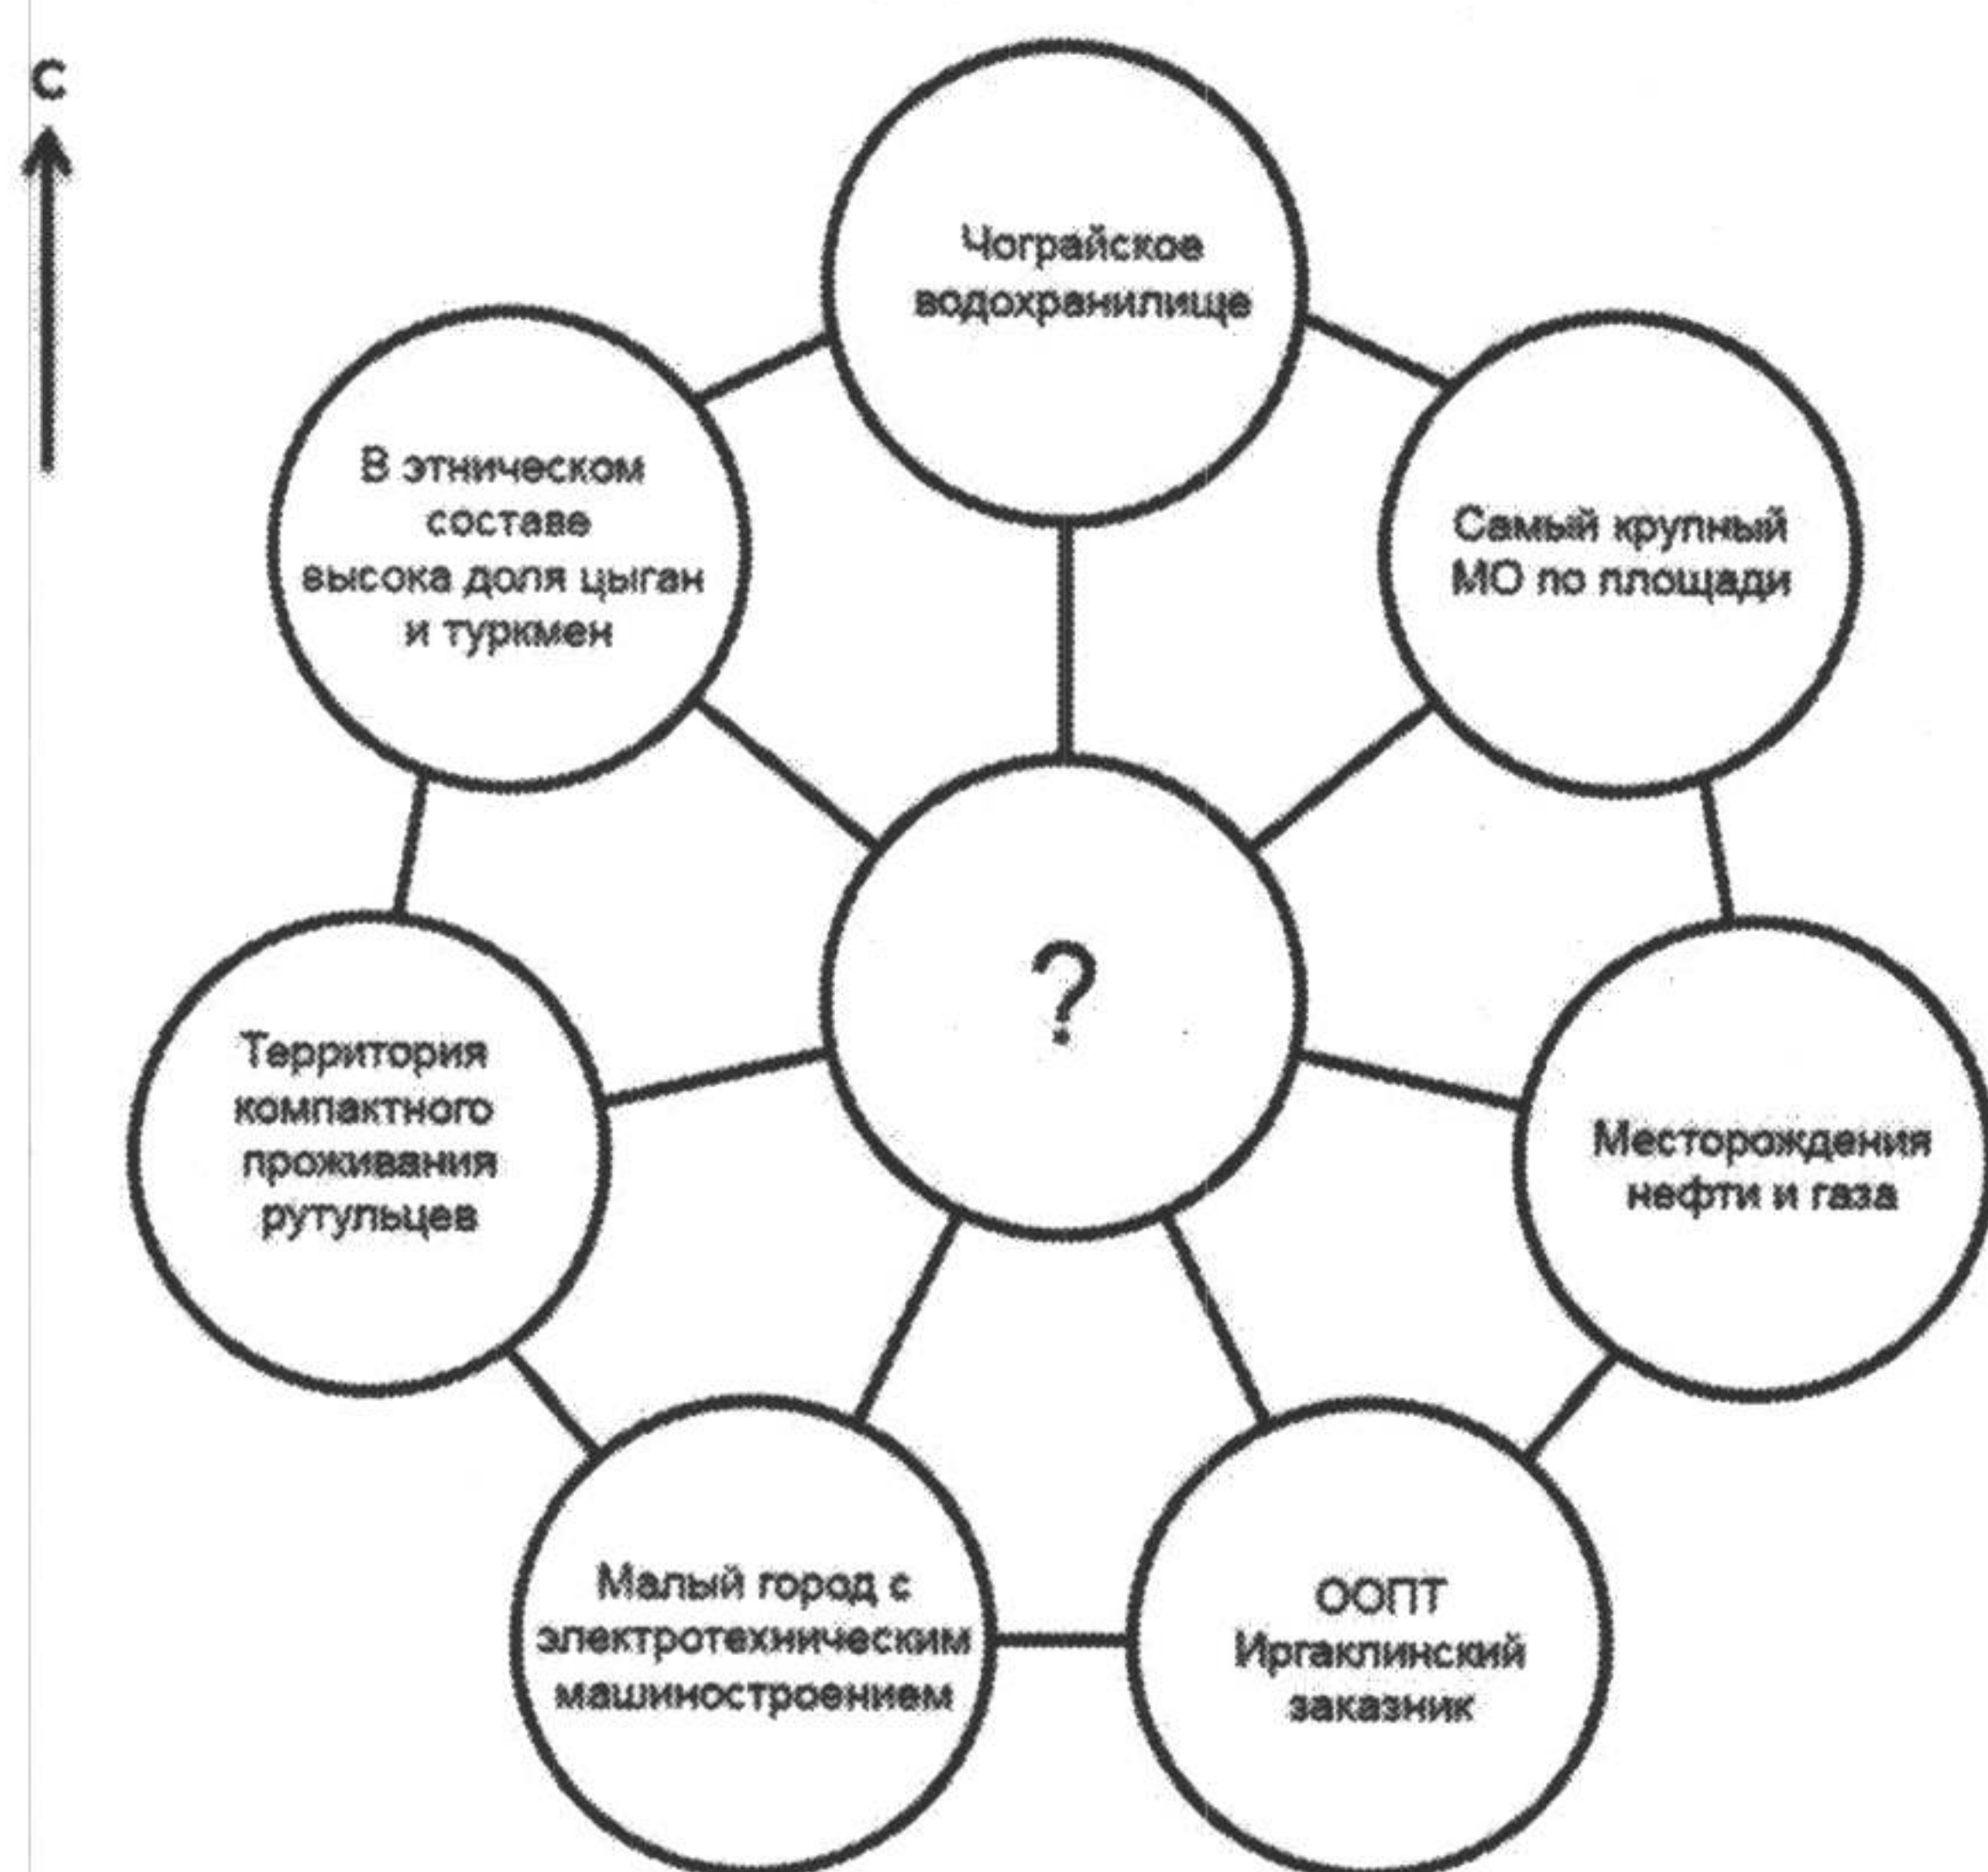 С
Чограйское
водохранилище
В этническом
составе
высока доля цыган
и туркмен
Самый крупный
МО по площади
?
Территория
компактного
проживания
рутульцев
Месторождения
нефти и газа
Малый город с
электротехническим
машиностроением
ООПТ
Иргаклинский
заказник